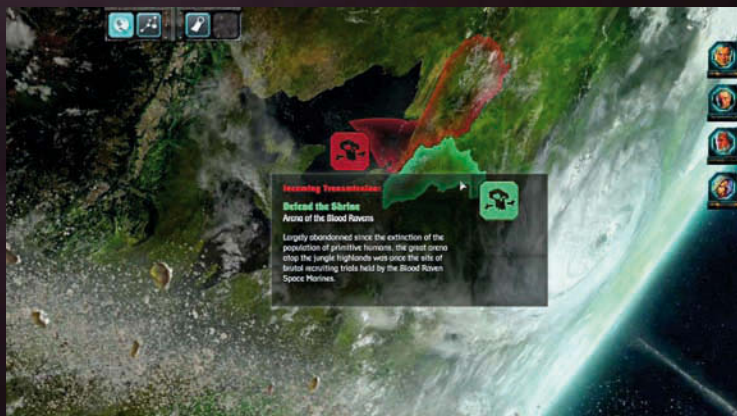 Incoming Transmission:
Defend the Shrine
Arena of the Blood Ravens
Largely abandonned since the extinction of the
population of primitive humans, the great arena
atop the jungle highlands was once the site of
brutal recruiting trials held by the Blood Raven
Space Marines.